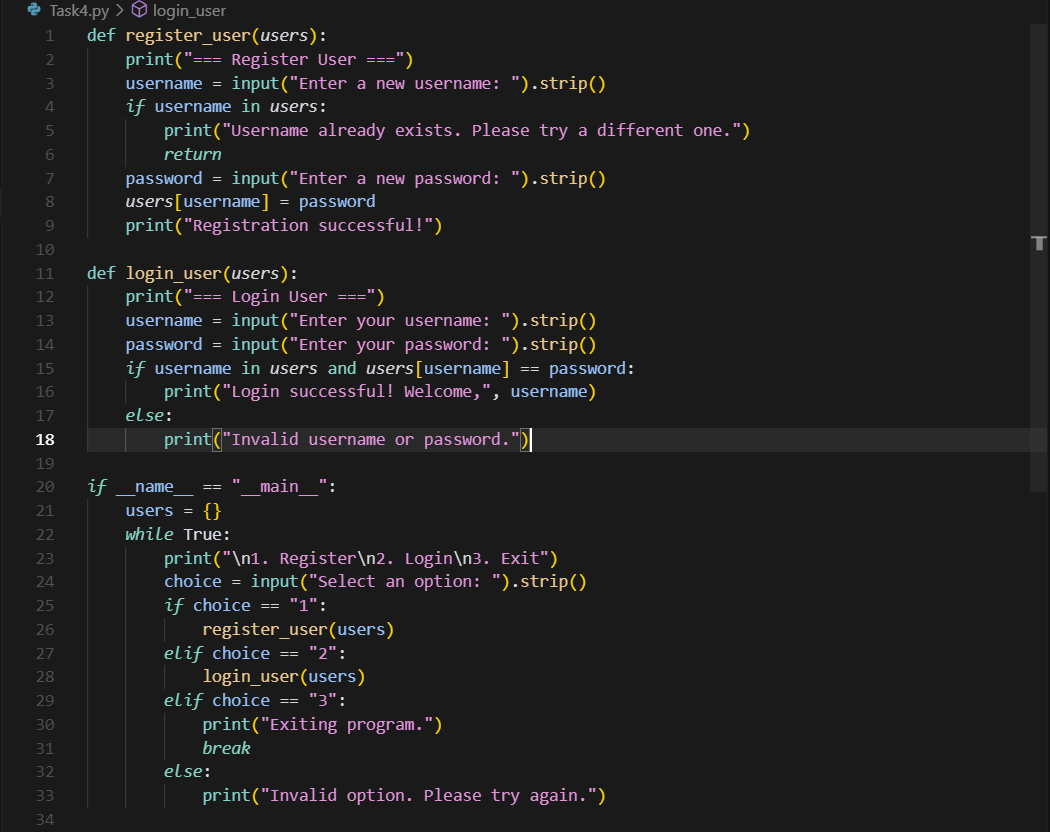 Task4.py > login_user
1 def register_user(users):
2     print("=== Register User ===")
3     username = input("Enter a new username: ").strip()
4     if username in users:
5         print("Username already exists. Please try a different one.")
6         return
7     password = input("Enter a new password: ").strip()
8     users[username] = password
9     print("Registration successful!")
10
11 def login_user(users):
12     print("=== Login User ===")
13     username = input("Enter your username: ").strip()
14     password = input("Enter your password: ").strip()
15     if username in users and users[username] == password:
16         print("Login successful! Welcome,", username)
17     else:
18         print("Invalid username or password.")
19
20 if __name__ == "__main__":
21     users = {}
22     while True:
23         print("\n1. Register\n2. Login\n3. Exit")
24         choice = input("Select an option: ").strip()
25         if choice == "1":
26             register_user(users)
27         elif choice == "2":
28             login_user(users)
29         elif choice == "3":
30             print("Exiting program.")
31             break
32         else:
33             print("Invalid option. Please try again.")
34